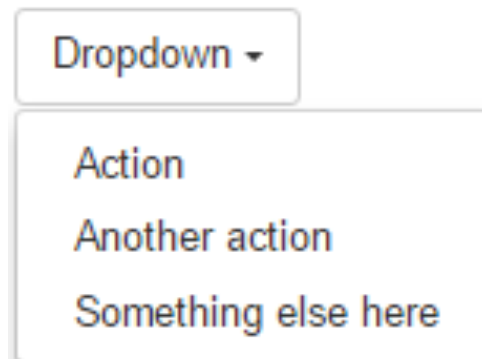 Dropdown
Action
Another action
Something else here